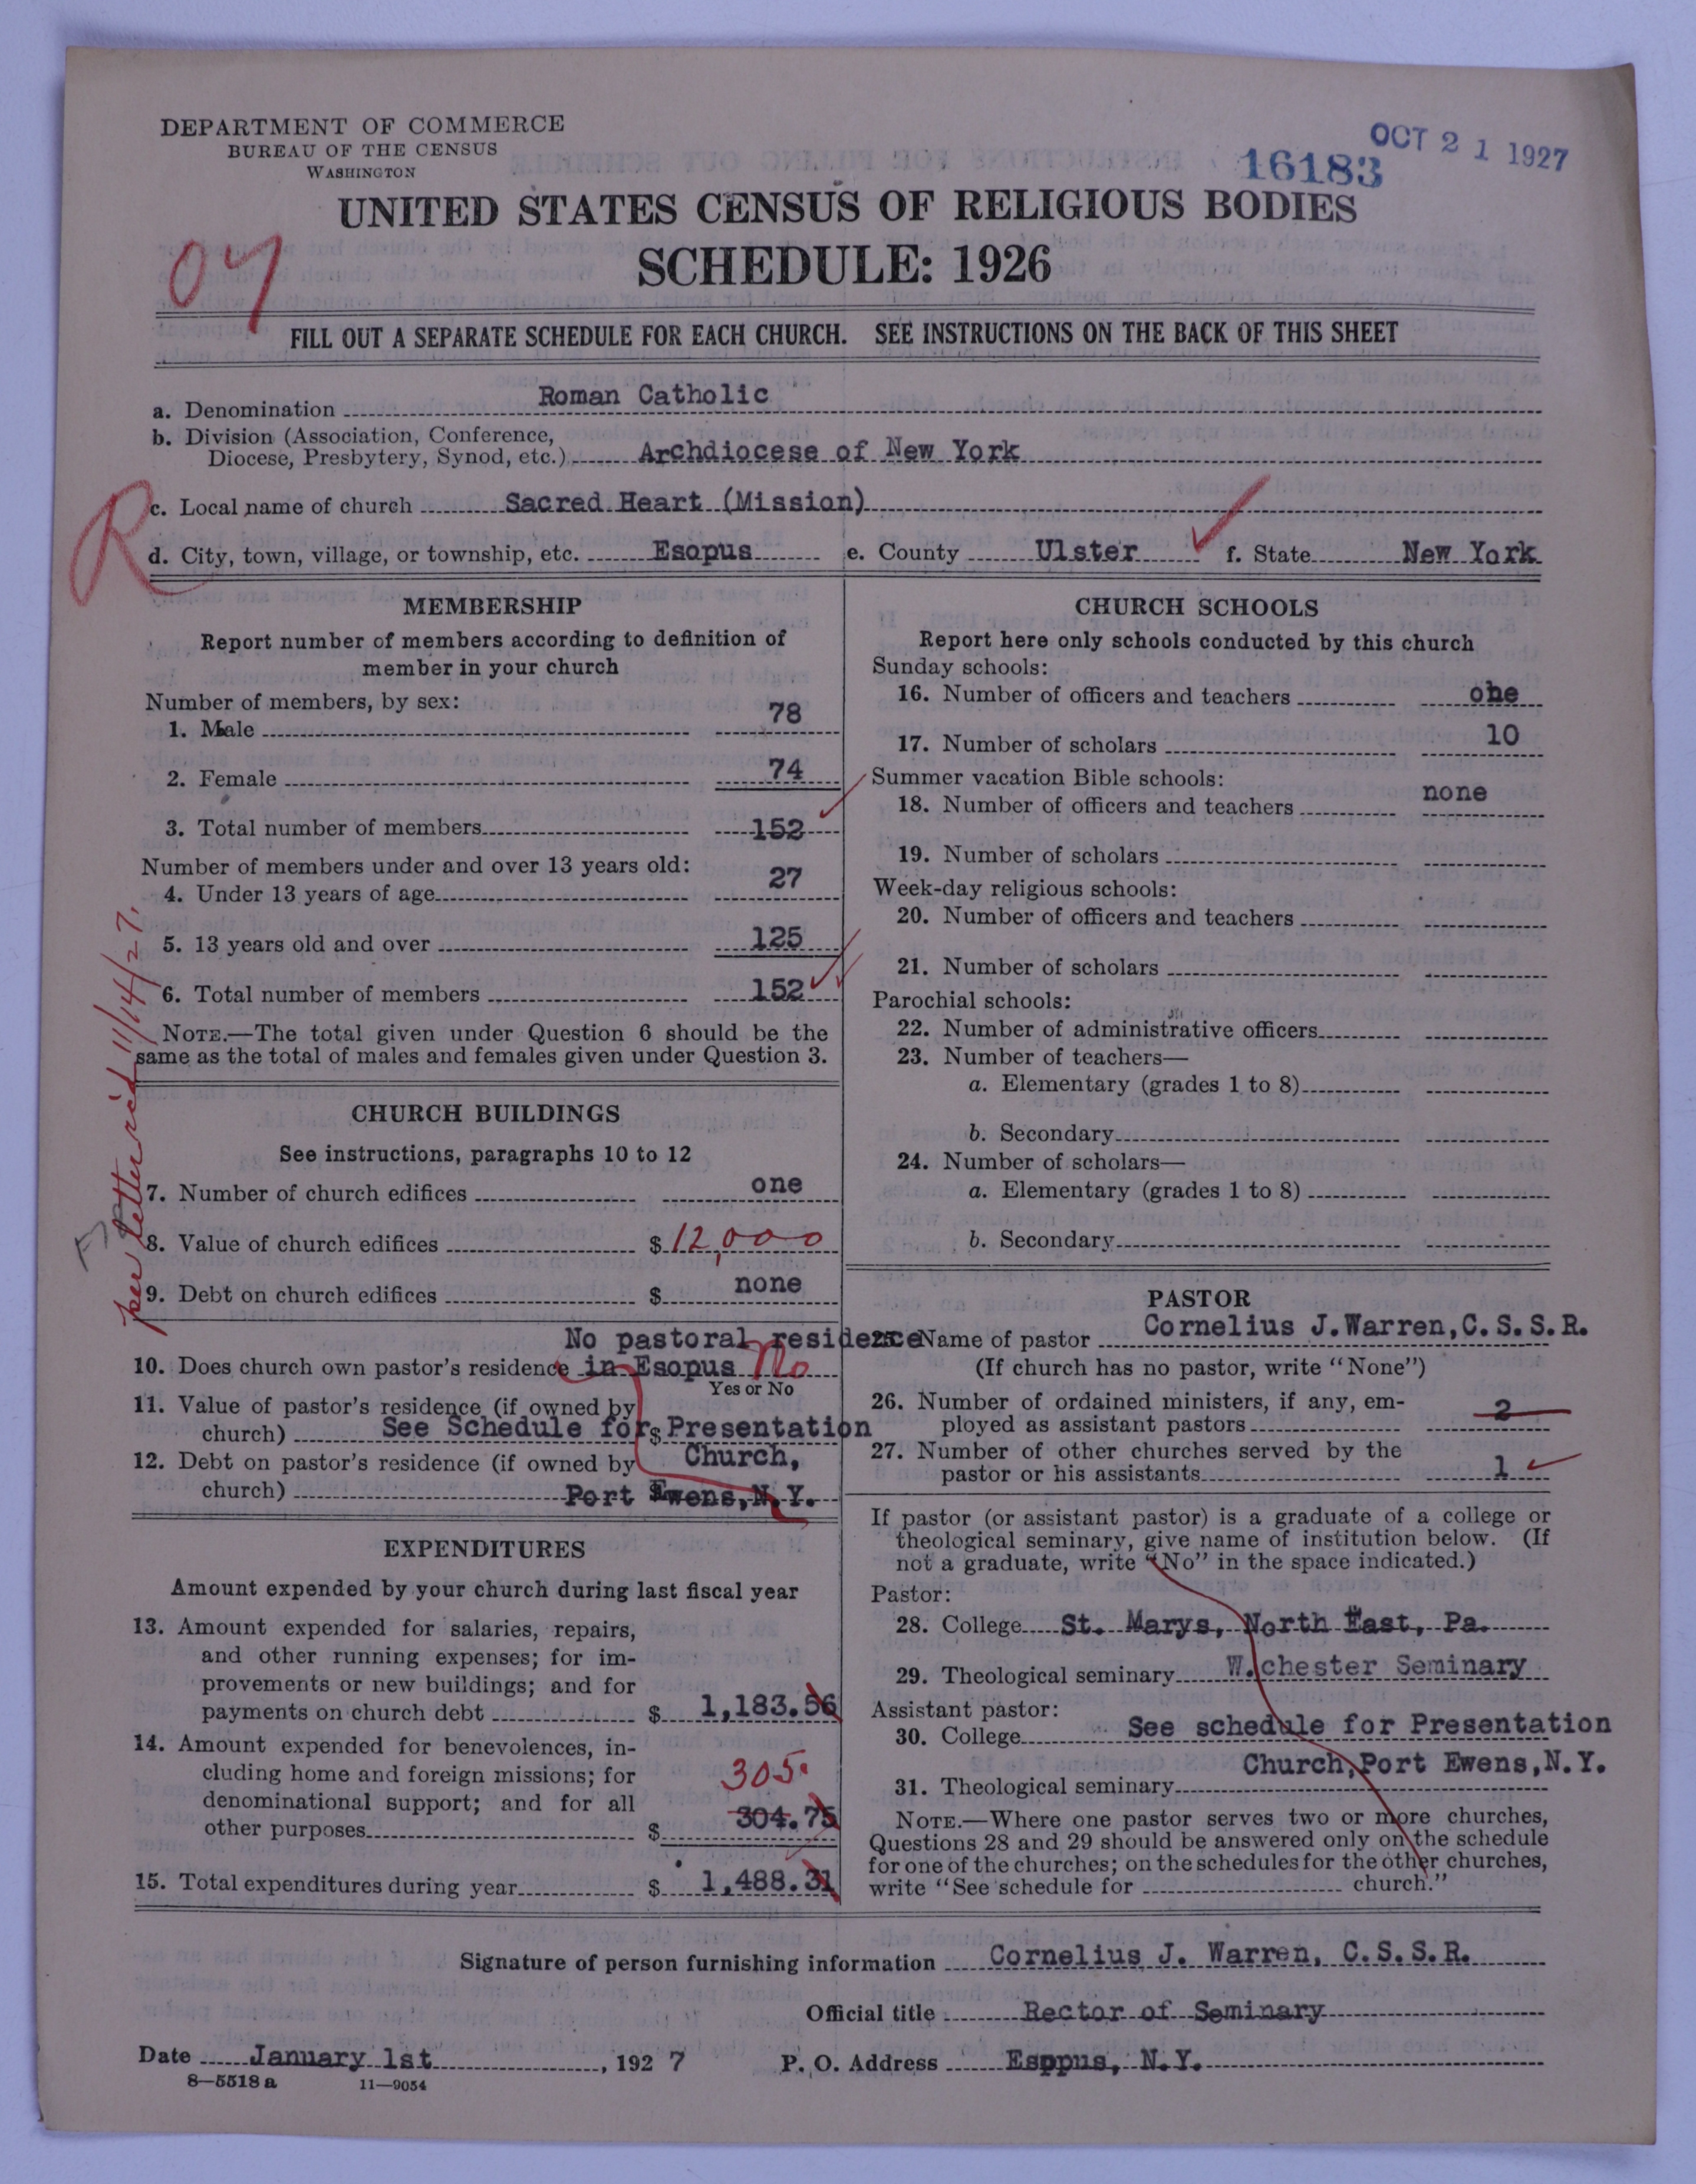 DEPARTMENT OF COMMERCE
BUREAU OF THE CENSUS
WASHINGTON
OCT 21 1927
16183
UNITED STATES CENSUS OF RELIGIOUS BODIES
SCHEDULE: 1926
FILL OUT A SEPARATE SCHEDULE FOR EACH CHURCH. SEE INSTRUCTIONS ON THE BACK OF THIS SHEET
a. Denomination Roman Catholic
b. Division (Association, Conference,
Diocese, Presbytery, Synod, etc.) Archdiocese of New York
R
c. Local name of church Sacred Heart (Mission)
d. City, town, village, or township, etc. Esopus e. County Ulster f. State New York
MEMBERSHIP
Report number of members according to definition of
member in your church
Number of members, by sex:
1. Male 78
2. Female 74
3. Total number of members 152
Number of members under and over 13 years old:
4. Under 13 years of age 27
5. 13 years old and over 125
6. Total number of members 152
NOTE.—The total given under Question 6 should be the
same as the total of males and females given under Question 3.
per letter rec'd 11/14/27.
CHURCH BUILDINGS
See instructions, paragraphs 10 to 12
7. Number of church edifices one
8. Value of church edifices $ 12,000
9. Debt on church edifices $ none
No pastoral residence
10. Does church own pastor's residence in Esopus No
Yes or No
11. Value of pastor's residence (if owned by
church) See Schedule for $ Presentation
12. Debt on pastor's residence (if owned by Church,
church) Port Ewens, N.Y.
EXPENDITURES
Amount expended by your church during last fiscal year
13. Amount expended for salaries, repairs,
and other running expenses; for im-
provements or new buildings; and for
payments on church debt $ 1,183.56
14. Amount expended for benevolences, in-
cluding home and foreign missions; for 305.
denominational support; and for all
other purposes $ 304.75
15. Total expenditures during year $ 1,488.31
CHURCH SCHOOLS
Report here only schools conducted by this church
Sunday schools:
16. Number of officers and teachers one
17. Number of scholars 10
Summer vacation Bible schools:
18. Number of officers and teachers none
19. Number of scholars
Week-day religious schools:
20. Number of officers and teachers
21. Number of scholars
Parochial schools:
22. Number of administrative officers
23. Number of teachers—
a. Elementary (grades 1 to 8)
b. Secondary
24. Number of scholars—
a. Elementary (grades 1 to 8)
b. Secondary
PASTOR
25. Name of pastor Cornelius J.Warren, C.S.S.R.
(If church has no pastor, write "None")
26. Number of ordained ministers, if any, em-
ployed as assistant pastors 2
27. Number of other churches served by the
pastor or his assistants 1
If pastor (or assistant pastor) is a graduate of a college or
theological seminary, give name of institution below. (If
not a graduate, write "No" in the space indicated.)
Pastor:
28. College St. Marys, North East, Pa.
29. Theological seminary W.chester Seminary
Assistant pastor:
30. College See schedule for Presentation
Church, Port Ewens, N.Y.
31. Theological seminary
NOTE.—Where one pastor serves two or more churches,
Questions 28 and 29 should be answered only on the schedule
for one of the churches; on the schedules for the other churches,
write "See schedule for church."
Signature of person furnishing information Cornelius J. Warren, C.S.S.R.
Official title Rector of Seminary
Date January 1st, 1927 P. O. Address Esppus, N.Y.
8—5518 a 11—9054